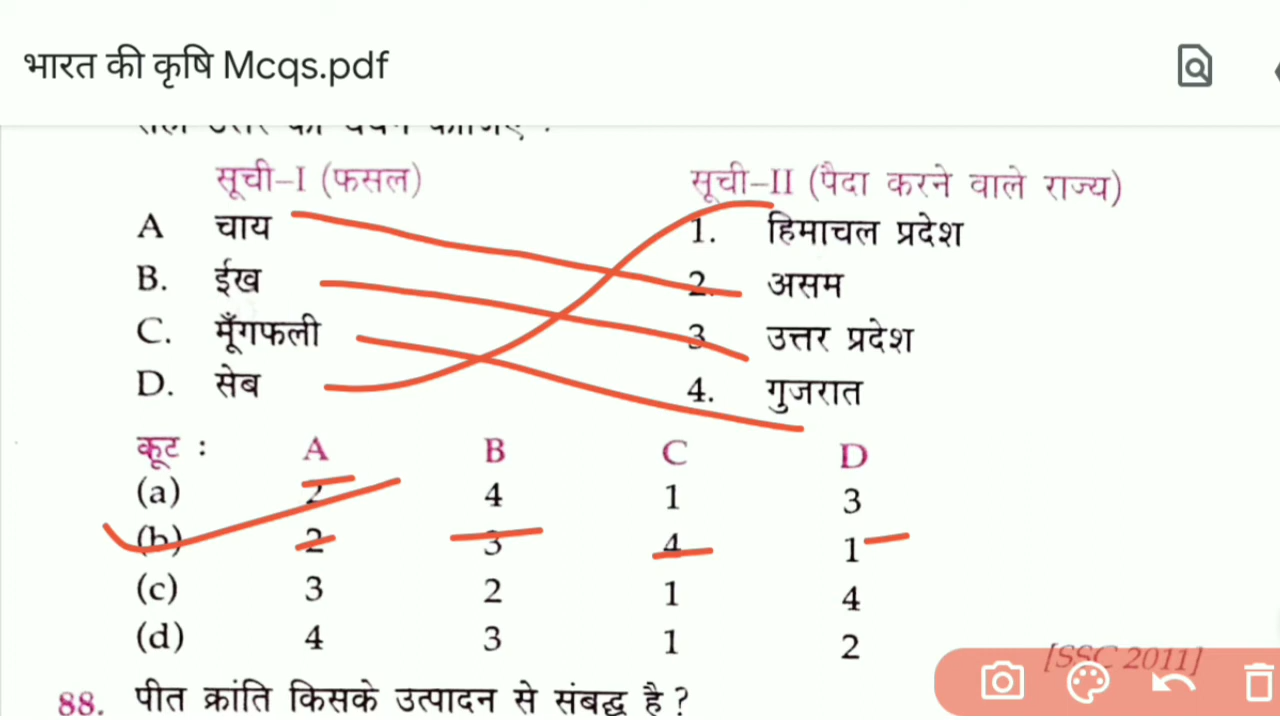 भारत की कृषि Mcqs.pdf
सूची-I (फसल) सूची-II (पैदा करने वाले राज्य)
A चाय 1. हिमाचल प्रदेश
B. ईख 2. असम
C. मूँगफली 3 उत्तर प्रदेश
D. सेब 4. गुजरात
कूट : A B C D
(a) 2 4 1 3
(b) 2 3 4 1
(c) 3 2 1 4
(d) 4 3 1 2
[SSC 2011]
88. पीत क्रांति किसके उत्पादन से संबद्ध है ?